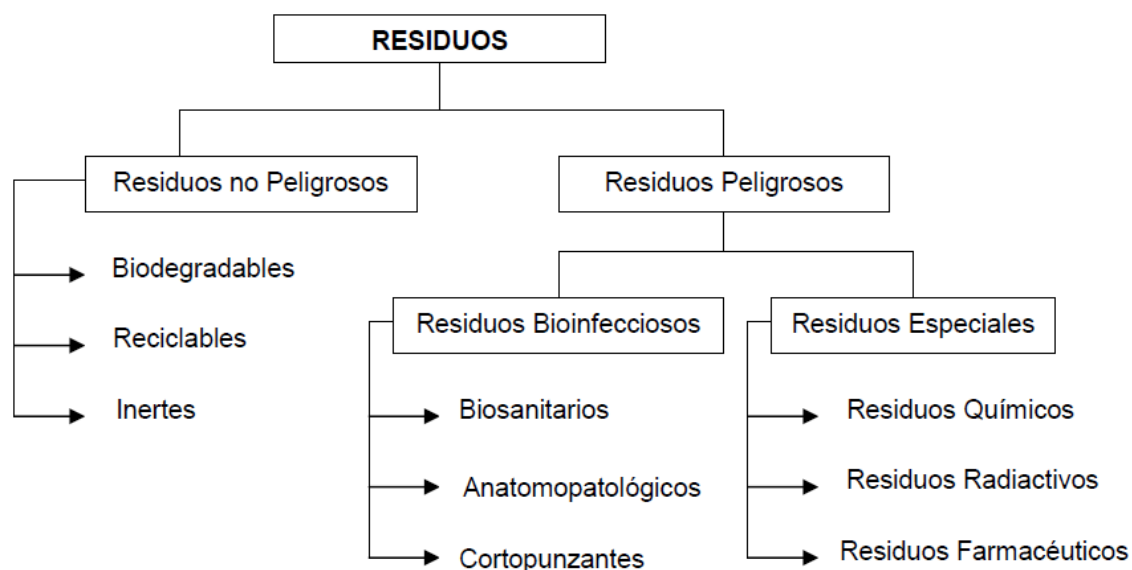 RESIDUOS
Residuos no Peligrosos
Residuos Peligrosos
Biodegradables
Reciclables
Inertes
Residuos Bioinfecciosos
Residuos Especiales
Biosanitarios
Anatomopatológicos
Cortopunzantes
Residuos Químicos
Residuos Radiactivos
Residuos Farmacéuticos